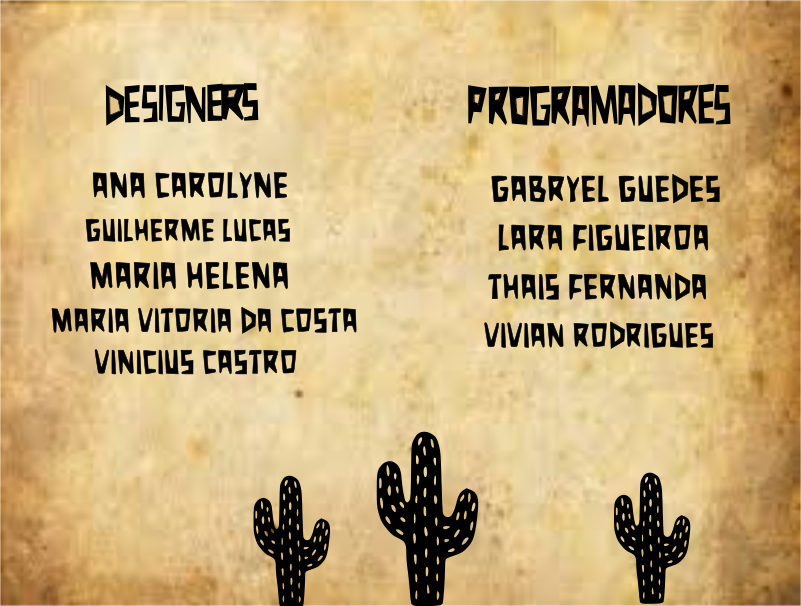 DESIGNERS
ANA CAROLYNE
GUILHERME LUCAS
MARIA HELENA
MARIA VITORIA DA COSTA
VINICIUS CASTRO
PROGRAMADORES
GABRYEL GUEDES
LARA FIGUEIROA
THAIS FERNANDA
VIVIAN RODRIGUES